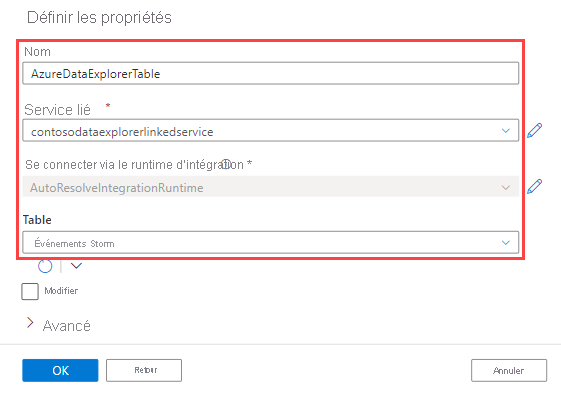 Définir les propriétés
Nom
AzureDataExplorerTable
Service lié *
contosodataexplorerlinkedservice
Se connecter via le runtime d'intégration *
AutoResolveIntegrationRuntime
Table
Événements Storm
Modifier
Avancé
OK Retour Annuler